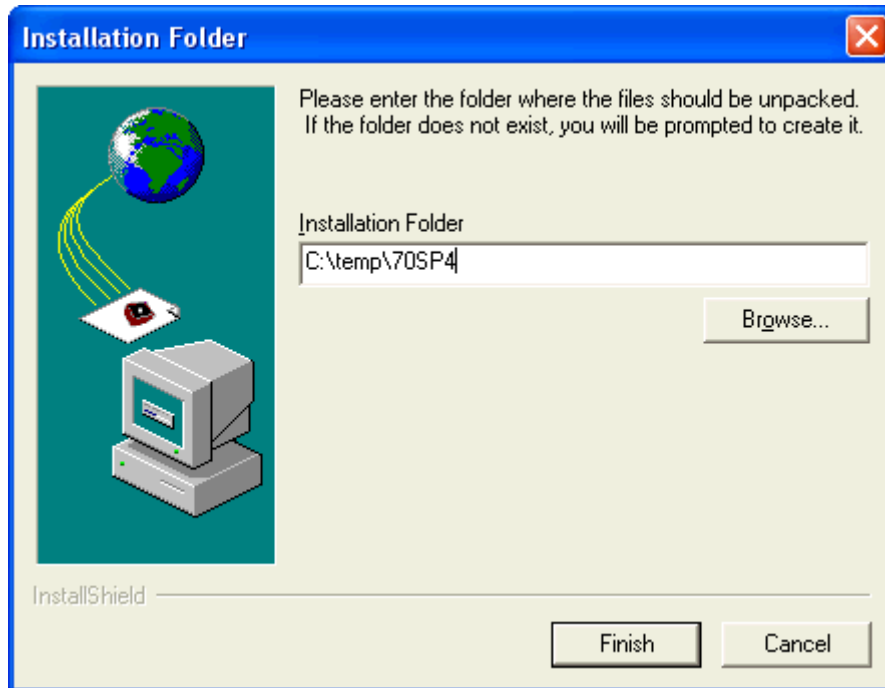 Installation Folder
Please enter the folder where the files should be unpacked.
If the folder does not exist, you will be prompted to create it.
Installation Folder
C:\temp\70SP4
Browse...
InstallShield
Finish
Cancel